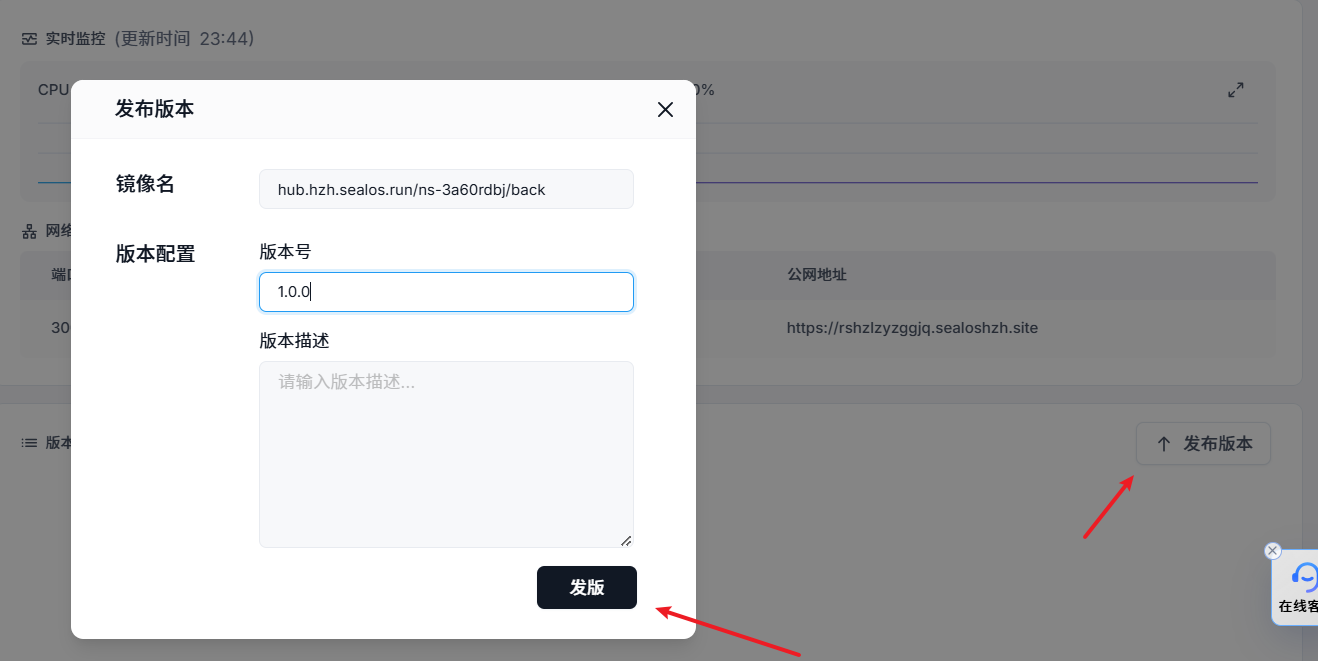 实时监控 (更新时间 23:44)
CPU
0%
发布版本
镜像名
hub.hzh.sealos.run/ns-3a60rdbj/back
网络
版本配置
版本号
端口
公网地址
1.0.0
30
https://rshzlzyzggjq.sealoshzh.site
版本描述
请输入版本描述...
版本
发布版本
发版
在线客